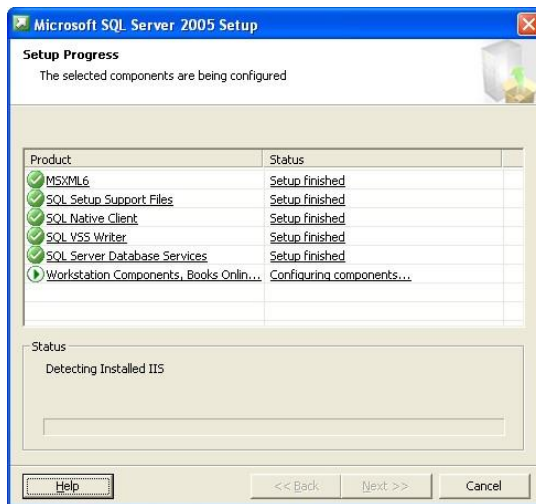 Microsoft SQL Server 2005 Setup
Setup Progress
The selected components are being configured
Product Status
MSXML6 Setup finished
SQL Setup Support Files Setup finished
SQL Native Client Setup finished
SQL VSS Writer Setup finished
SQL Server Database Services Setup finished
Workstation Components, Books Onlin... Configuring components...
Status
Detecting Installed IIS
Help << Back Next >> Cancel